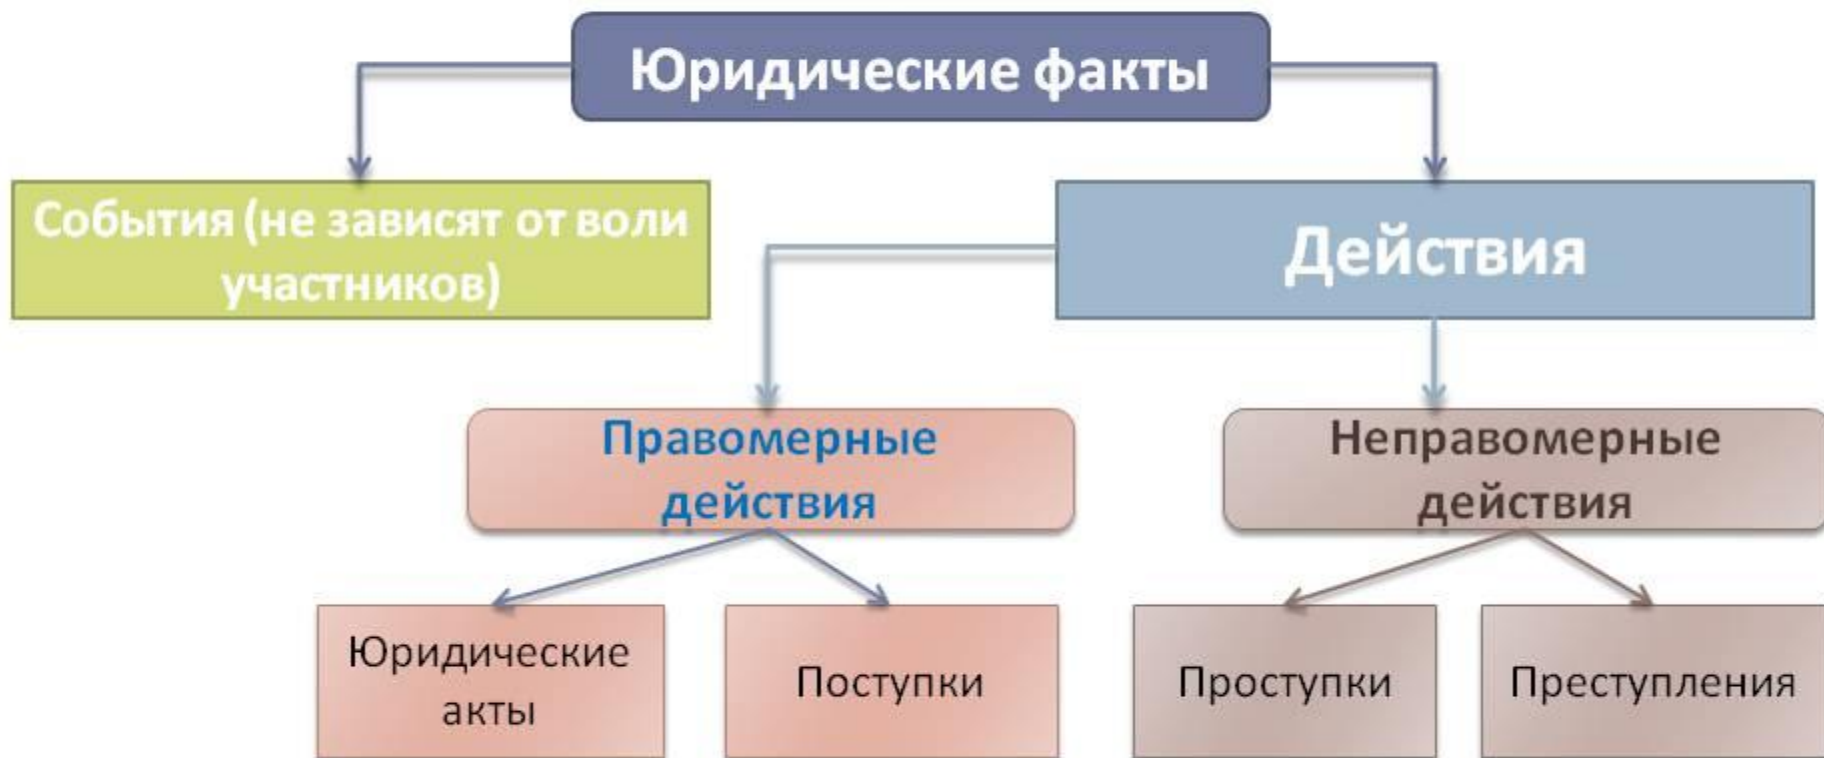 Юридические факты
События (не зависят от воли
участников)
Действия
Правомерные
действия
Неправомерные
действия
Юридические
акты
Поступки
Проступки
Преступления